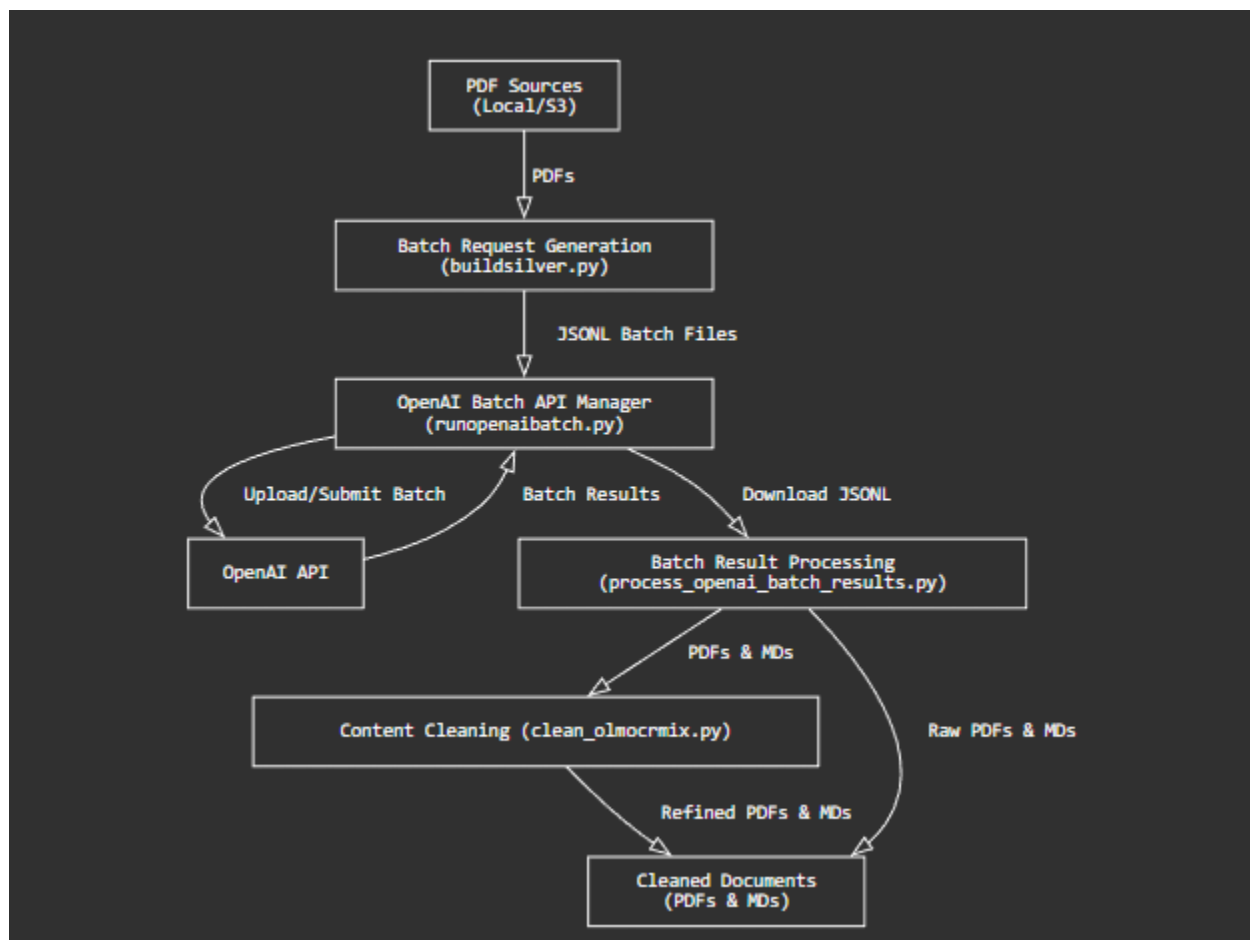 PDF Sources
(Local/S3)
PDFs
Batch Request Generation
(buildsilver.py)
JSONL Batch Files
OpenAI Batch API Manager
(runopenaibatch.py)
Upload/Submit Batch
Batch Results
Download JSONL
OpenAI API
Batch Result Processing
(process_openai_batch_results.py)
PDFs & MDs
Content Cleaning (clean_olmocrmix.py)
Raw PDFs & MDs
Refined PDFs & MDs
Cleaned Documents
(PDFs & MDs)